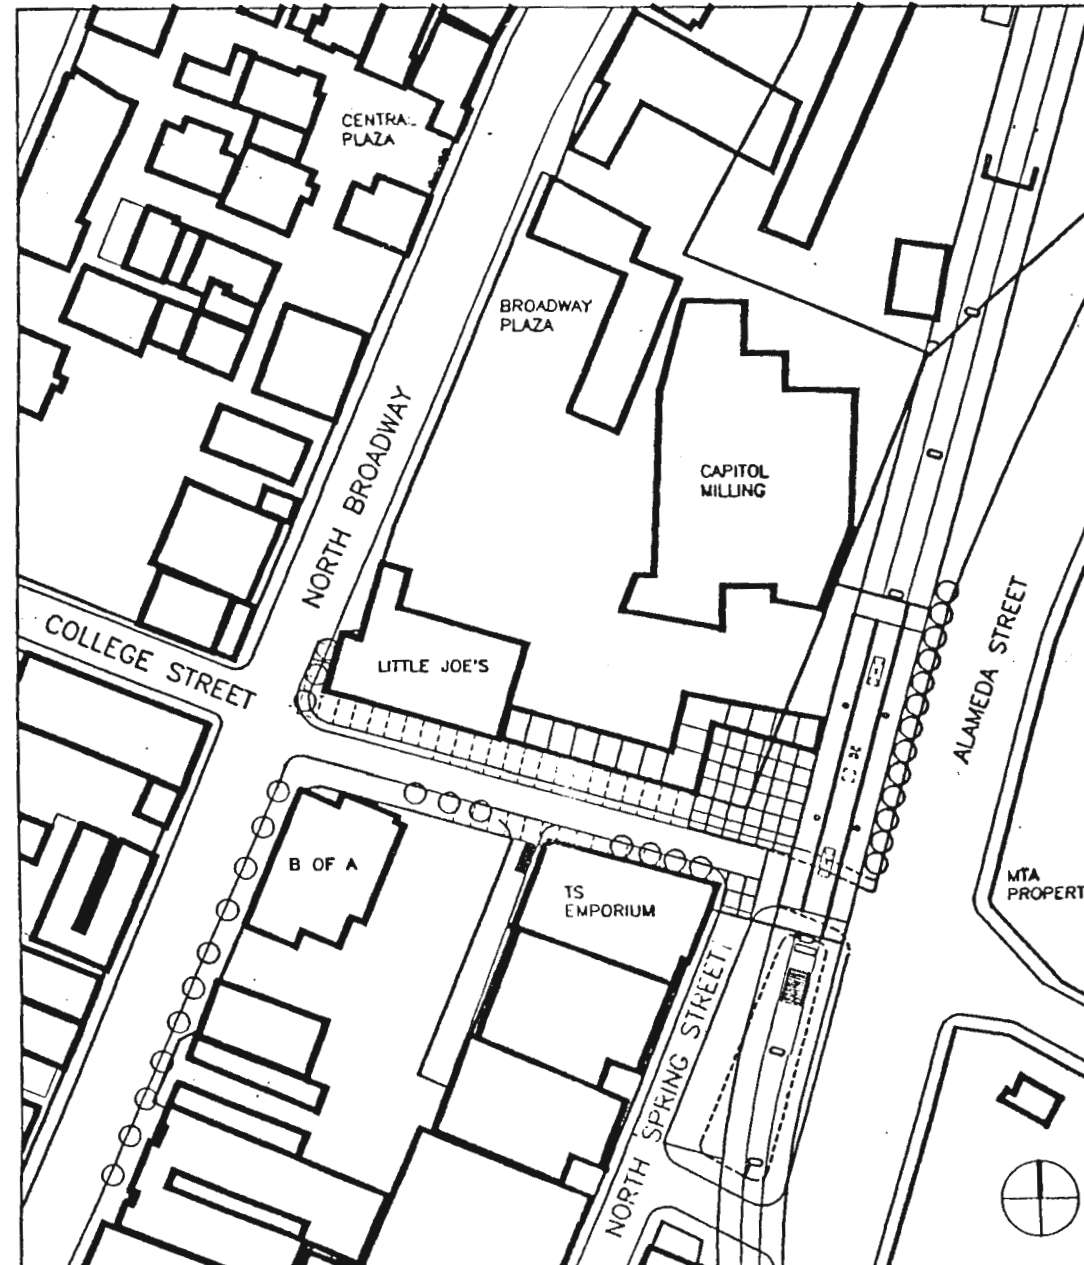 CENTRAL
PLAZA
BROADWAY
PLAZA
NORTH BROADWAY
CAPITOL
MILLING
COLLEGE STREET
LITTLE JOE'S
ALAMEDA STREET
B OF A
TS
EMPORIUM
MTA
PROPERT
NORTH SPRING STREET